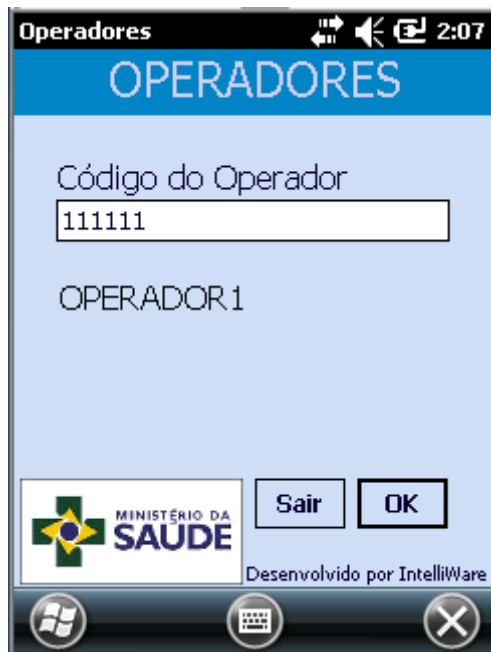 Operadores 2:07
OPERADORES
Código do Operador
111111
OPERADOR1
MINISTÉRIO DA
SAÚDE
Sair OK
Desenvolvido por IntelliWare